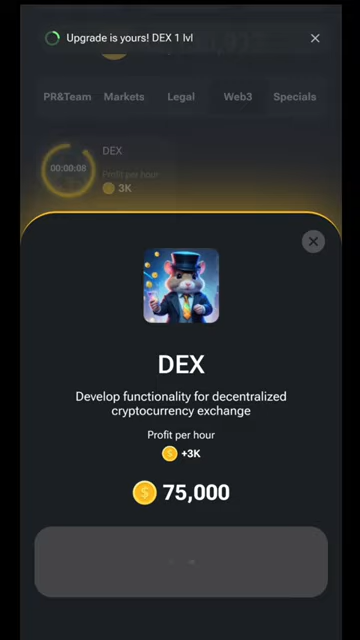 Upgrade is yours! DEX 1 lvl
PR&Team Markets Legal Web3 Specials
DEX
00:00:08
Profit per hour
3K
DEX
Develop functionality for decentralized
cryptocurrency exchange
Profit per hour
+3K
75,000